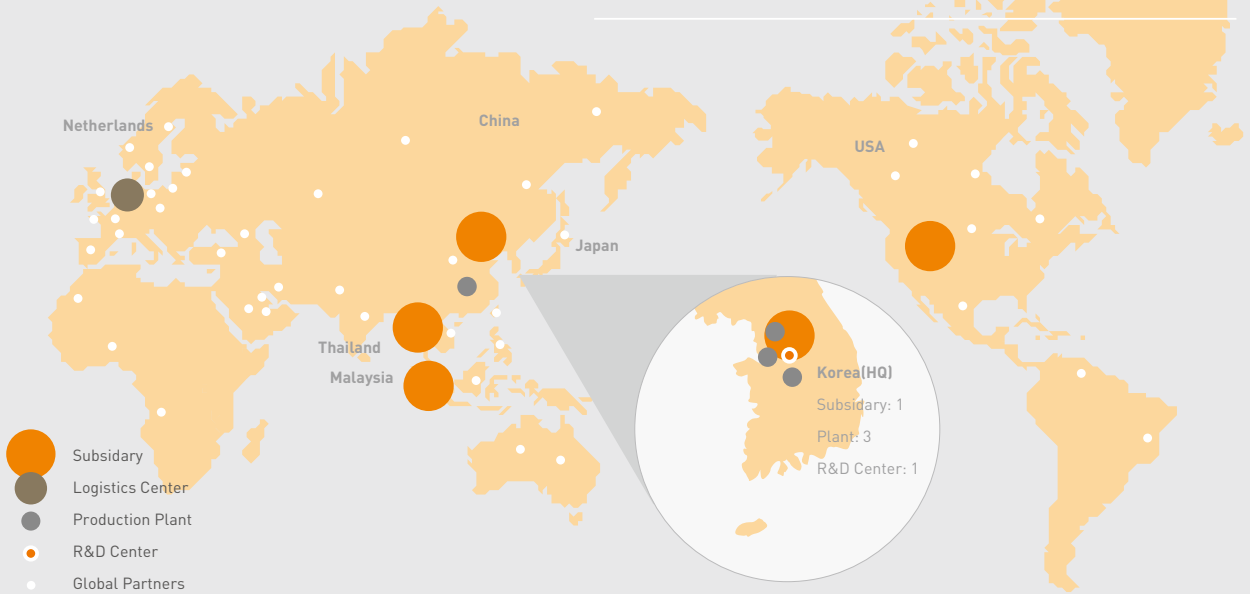 Netherlands
China
USA
Japan
Thailand
Malaysia
Korea(HQ)
Subsidary: 1
Plant: 3
R&D Center: 1
Subsidary
Logistics Center
Production Plant
R&D Center
Global Partners